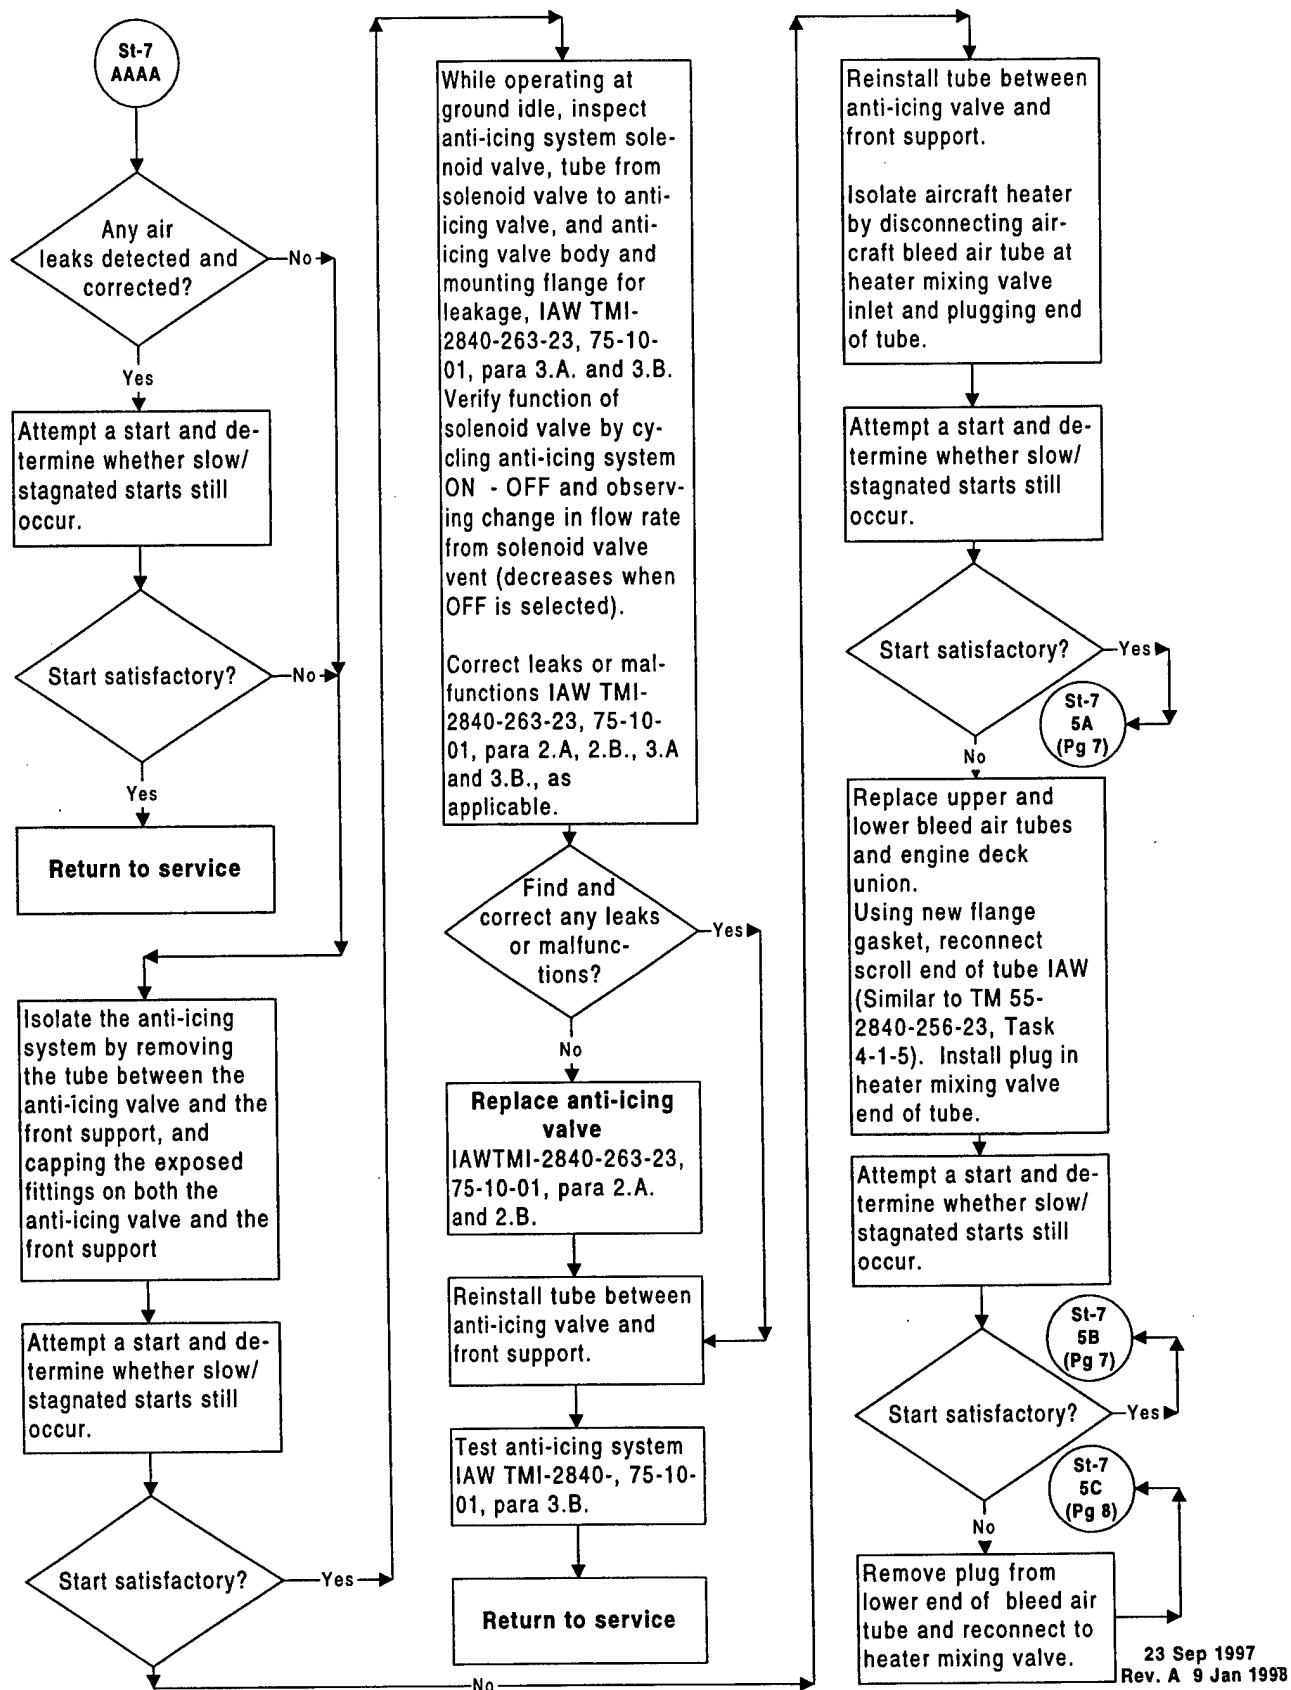 St-7
AAAA
Any air
leaks detected and
corrected?
No
Yes
Attempt a start and de-
termine whether slow/
stagnated starts still
occur.
Start satisfactory?
No
Yes
Return to service
Isolate the anti-icing
system by removing
the tube between the
anti-icing valve and the
front support, and
capping the exposed
fittings on both the
anti-icing valve and the
front support
Attempt a start and de-
termine whether slow/
stagnated starts still
occur.
Start satisfactory?
Yes
No
While operating at
ground idle, inspect
anti-icing system sole-
noid valve, tube from
solenoid valve to anti-
icing valve, and anti-
icing valve body and
mounting flange for
leakage, IAW TMI-
2840-263-23, 75-10-
01, para 3.A. and 3.B.
Verify function of
solenoid valve by cy-
cling anti-icing system
ON - OFF and observ-
ing change in flow rate
from solenoid valve
vent (decreases when
OFF is selected).
Correct leaks or mal-
functions IAW TMI-
2840-263-23, 75-10-
01, para 2.A, 2.B., 3.A
and 3.B., as
applicable.
Find and
correct any leaks
or malfunc-
tions?
Yes
No
Replace anti-icing
valve
IAWTMI-2840-263-23,
75-10-01, para 2.A.
and 2.B.
Reinstall tube between
anti-icing valve and
front support.
Test anti-icing system
IAW TMI-2840-, 75-10-
01, para 3.B.
Return to service
Reinstall tube between
anti-icing valve and
front support.
Isolate aircraft heater
by disconnecting air-
craft bleed air tube at
heater mixing valve
inlet and plugging end
of tube.
Attempt a start and de-
termine whether slow/
stagnated starts still
occur.
Start satisfactory?
Yes
St-7
5A
(Pg 7)
No
Replace upper and
lower bleed air tubes
and engine deck
union.
Using new flange
gasket, reconnect
scroll end of tube IAW
(Similar to TM 55-
2840-256-23, Task
4-1-5). Install plug in
heater mixing valve
end of tube.
Attempt a start and de-
termine whether slow/
stagnated starts still
occur.
St-7
5B
(Pg 7)
Start satisfactory?
Yes
St-7
5C
(Pg 8)
No
Remove plug from
lower end of bleed air
tube and reconnect to
heater mixing valve.
23 Sep 1997
Rev. A 9 Jan 1998